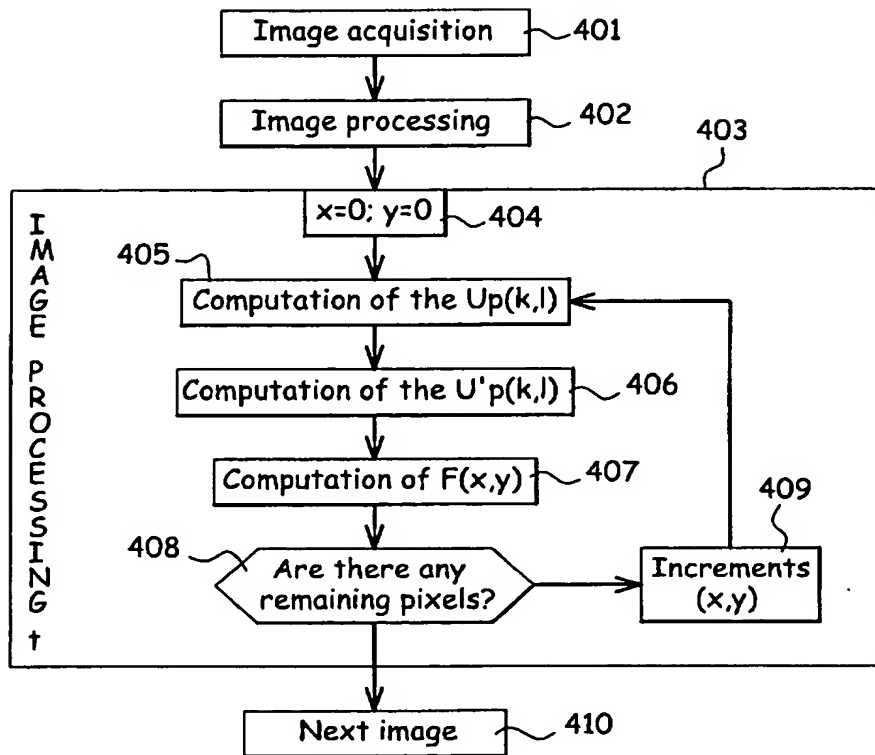 Image acquisition
401
Image processing
402
403
x=0; y=0
404
IMAGE PROCESSING t
405
Computation of the Up(k,l)
Computation of the U'p(k,l)
406
Computation of F(x,y)
407
408
Are there any
remaining pixels?
409
Increments
(x,y)
Next image
410